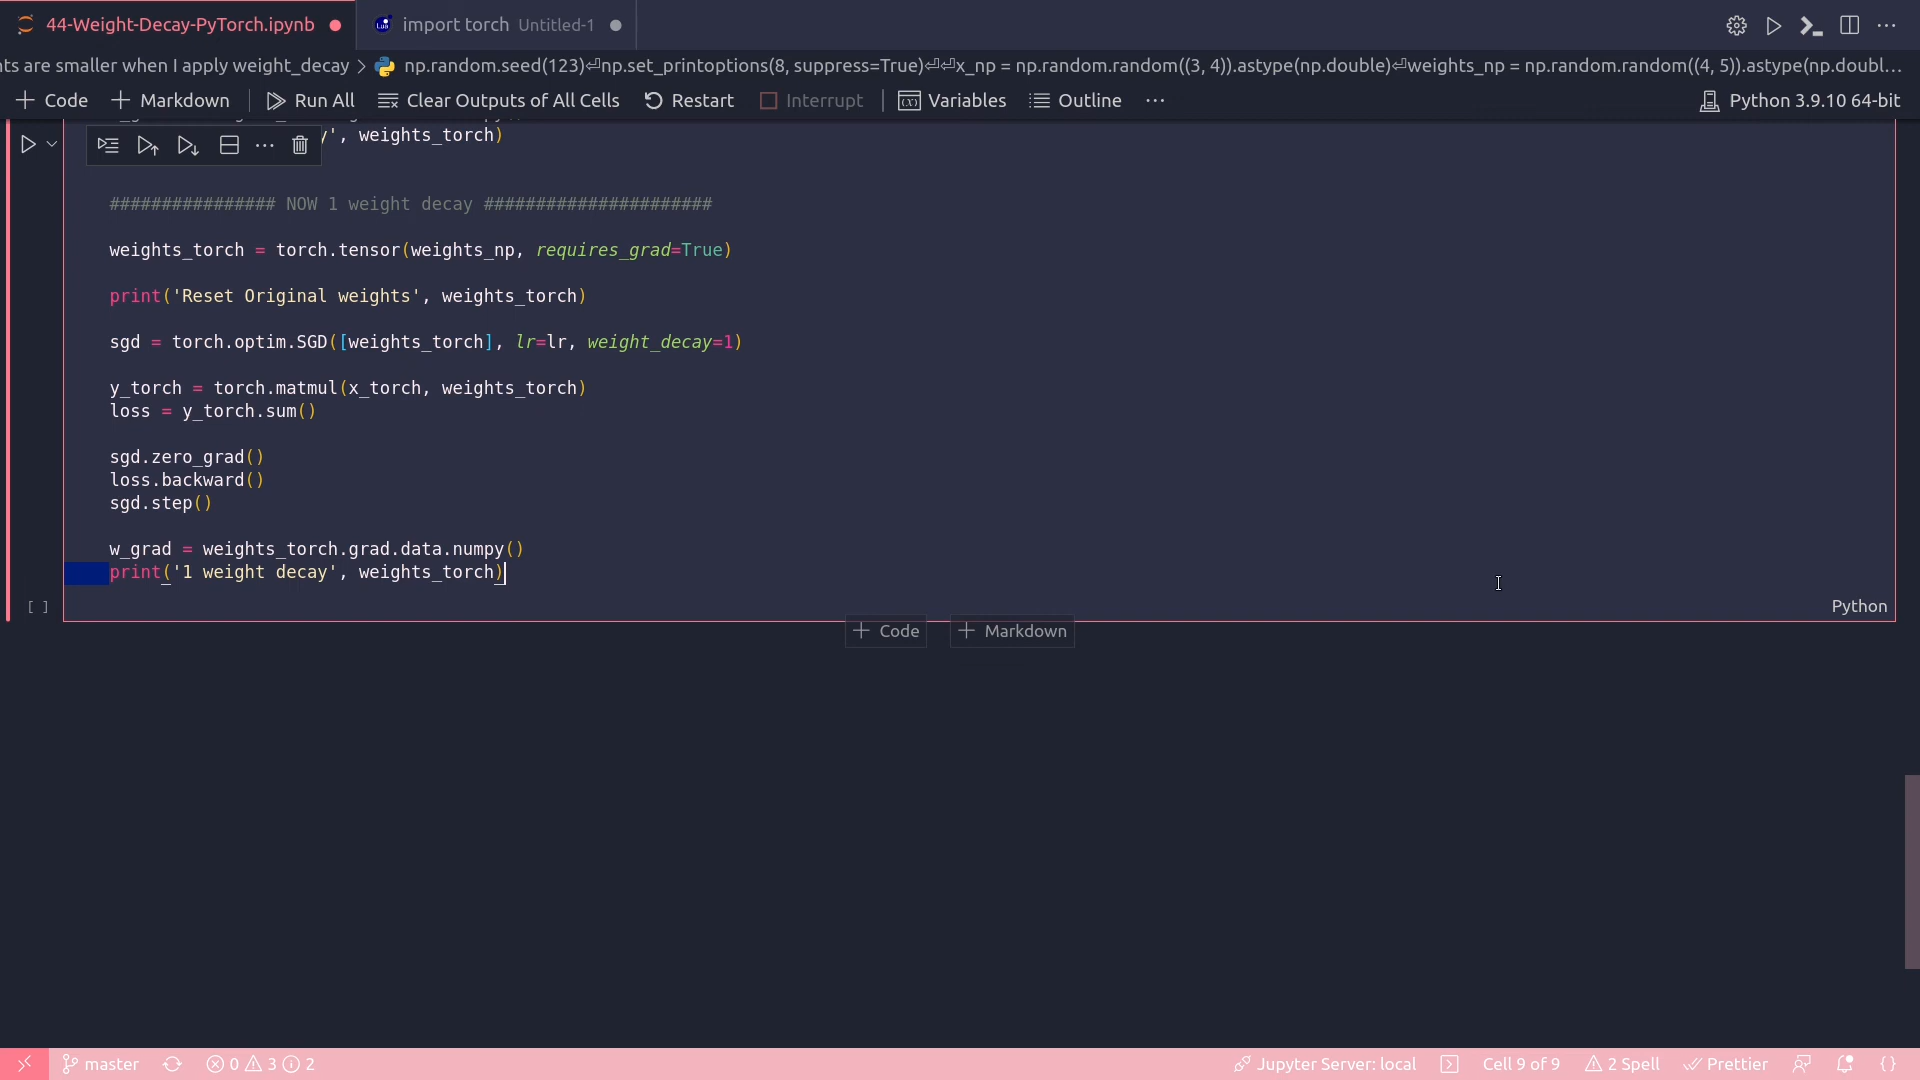 44-Weight-Decay-PyTorch.ipynb import torch Untitled-1
nts are smaller when I apply weight_decay > np.random.seed(123)⏎np.set_printoptions(8, suppress=True)⏎⏎x_np = np.random.random((3, 4)).astype(np.double)⏎weights_np = np.random.random((4, 5)).astype(np.doubl...
Code Markdown Run All Clear Outputs of All Cells Restart Interrupt Variables Outline ... Python 3.9.10 64-bit
y', weights_torch)
################ NOW 1 weight decay ######################
weights_torch = torch.tensor(weights_np, requires_grad=True)
print('Reset Original weights', weights_torch)
sgd = torch.optim.SGD([weights_torch], lr=lr, weight_decay=1)
y_torch = torch.matmul(x_torch, weights_torch)
loss = y_torch.sum()
sgd.zero_grad()
loss.backward()
sgd.step()
w_grad = weights_torch.grad.data.numpy()
print('1 weight decay', weights_torch)
[ ] Python
+ Code + Markdown
master 0 3 2 Jupyter Server: local Cell 9 of 9 2 Spell Prettier